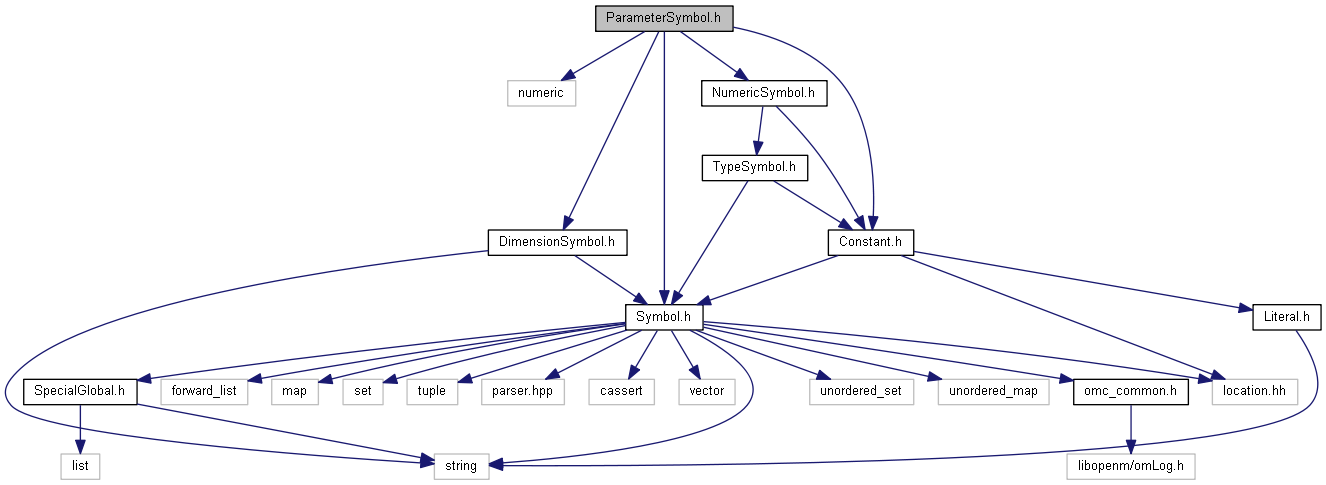 ParameterSymbol.h
numeric
NumericSymbol.h
TypeSymbol.h
DimensionSymbol.h
Constant.h
Symbol.h
Literal.h
SpecialGlobal.h
forward_list
map
set
tuple
parser.hpp
cassert
vector
unordered_set
unordered_map
omc_common.h
location.hh
list
string
libopenm/omLog.h